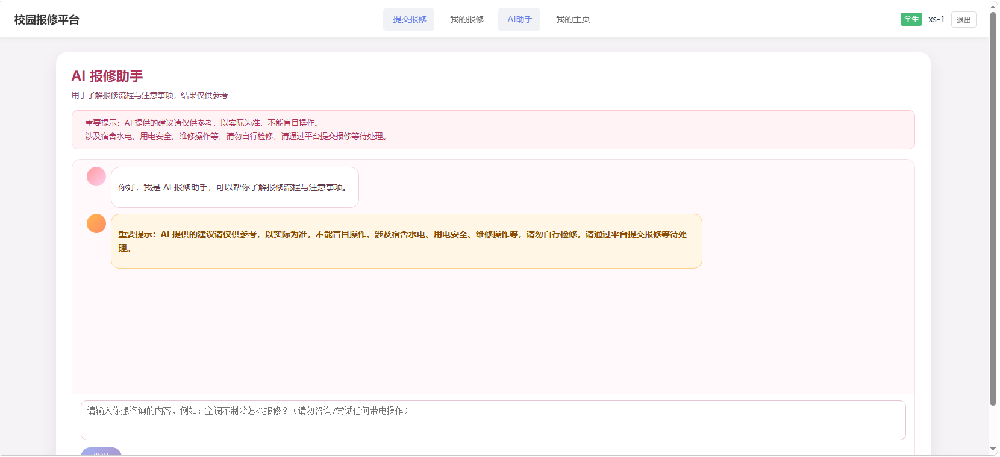 校园报修平台
提交报修
我的报修
AI助手
我的主页
学生
xs-1
退出
AI 报修助手
用于了解报修流程与注意事项，结果仅供参考
重要提示：AI 提供的建议请仅供参考，以实际为准，不能盲目操作。
涉及宿舍水电、用电安全、维修操作等，请勿自行检修，请通过平台提交报修等待处理。
你好，我是 AI 报修助手，可以帮你了解报修流程与注意事项。
重要提示：AI 提供的建议请仅供参考，以实际为准，不能盲目操作。涉及宿舍水电、用电安全、维修操作等，请勿自行检修，请通过平台提交报修等待处
理。
请输入你想咨询的内容，例如：空调不制冷怎么报修？（请勿咨询/尝试任何带电操作）